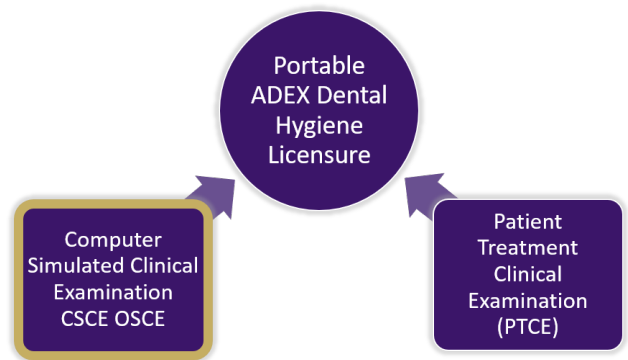 Portable
ADEX Dental
Hygiene
Licensure
Computer
Simulated Clinical
Examination
CSCE OSCE
Patient
Treatment
Clinical
Examination
(PTCE)